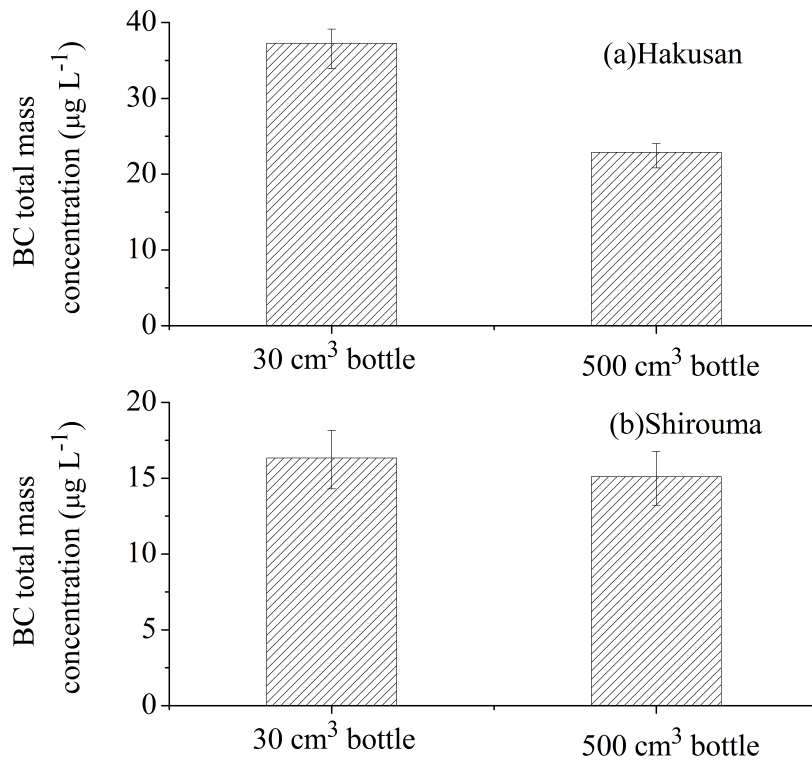 40
(a)Hakusan
30
20
10
0
BC total mass
concentration (µg L⁻¹)
30 cm³ bottle
500 cm³ bottle
20
(b)Shirouma
15
10
5
0
BC total mass
concentration (µg L⁻¹)
30 cm³ bottle
500 cm³ bottle